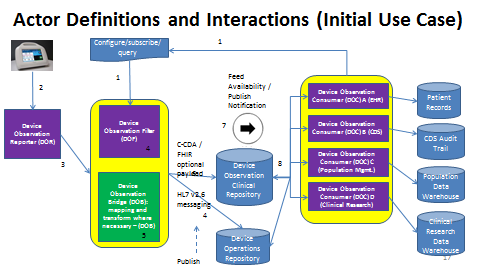 Actor Definitions and Interactions (Initial Use Case)
Configure/subscribe/
query
1
1
2
Feed
Availability /
Publish
Notification
7
Device
Observation
Reporter (DOR)
3
Device
Observation Filter
(DOF)
4
Device
Observation
Bridge (DOB):
mapping and
transform where
necessary – (DOB)
5
C-CDA /
FHIR
optional
payload
HL7 V2.6
messaging
4
Publish
Device
Observation
Clinical
Repository
Device
Operations
Repository
8
Device Observation
Consumer (DOC) A (EHR)
Device Observation
Consumer (DOC) B (CDS)
Device Observation
Consumer (DOC) C
(Population Mgmt.)
Device Observation
Consumer (DOC) D
(Clinical Research)
Patient
Records
CDS Audit
Trail
Population
Data
Warehouse
Clinical
Research
Data
Warehouse
17